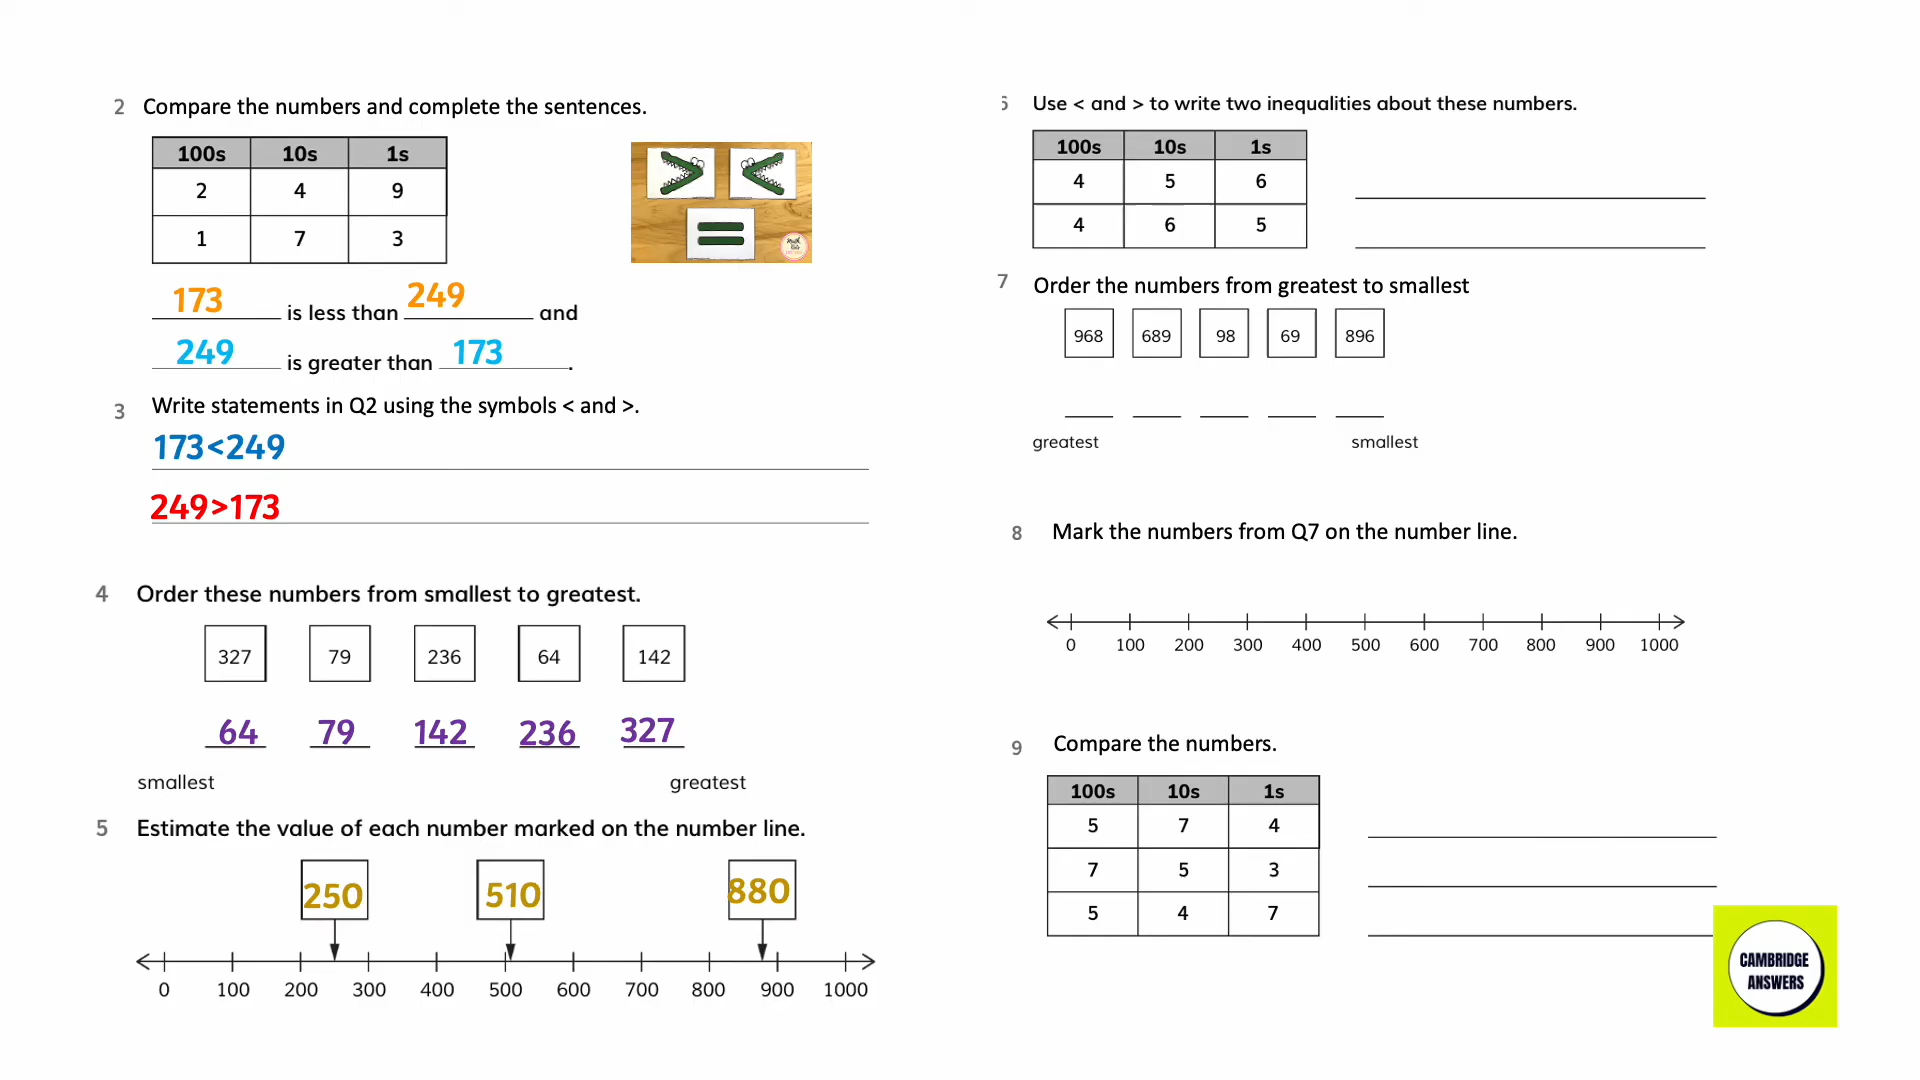 2 Compare the numbers and complete the sentences.
100s 10s 1s
2 4 9
1 7 3
173 is less than 249 and
249 is greater than 173.
3 Write statements in Q2 using the symbols < and >.
173<249
249>173
4 Order these numbers from smallest to greatest.
327 79 236 64 142
64 79 142 236 327
smallest greatest
5 Estimate the value of each number marked on the number line.
250 510 880
0 100 200 300 400 500 600 700 800 900 1000
Use < and > to write two inequalities about these numbers.
100s 10s 1s
4 5 6
4 6 5
7 Order the numbers from greatest to smallest
968 689 98 69 896
greatest smallest
8 Mark the numbers from Q7 on the number line.
0 100 200 300 400 500 600 700 800 900 1000
9 Compare the numbers.
100s 10s 1s
5 7 4
7 5 3
5 4 7
CAMBRIDGE
ANSWERS